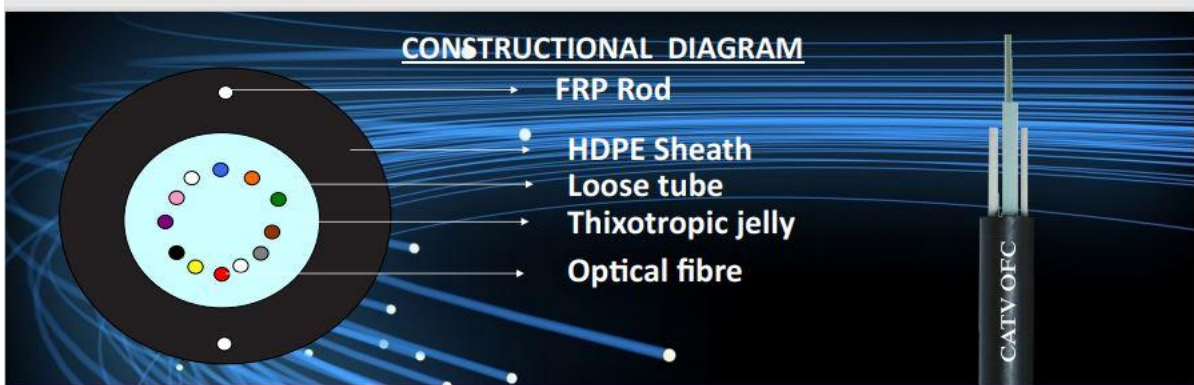 CONSTRUCTIONAL DIAGRAM
FRP Rod
HDPE Sheath
Loose tube
Thixotropic jelly
Optical fibre
CATV OFC